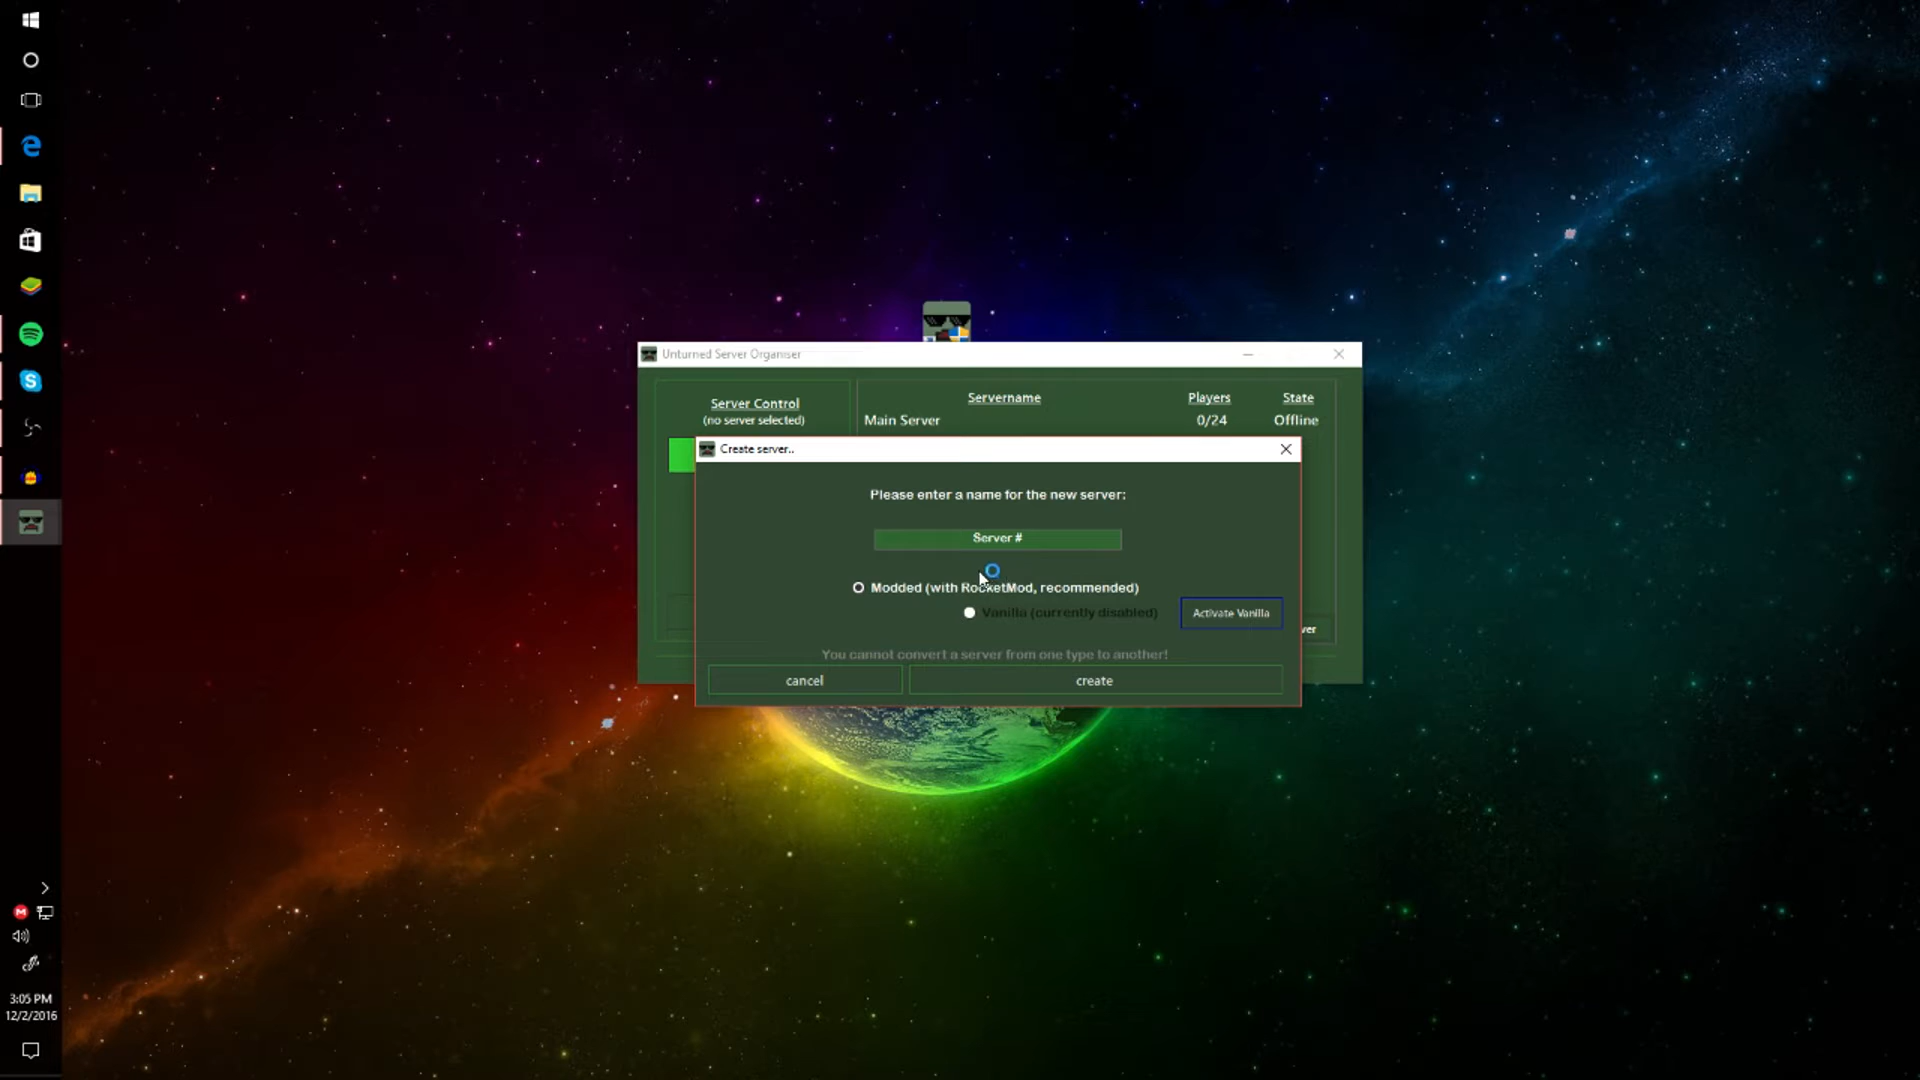 Unturned Server Organiser
Server Control
(no server selected)
Servername Players State
Main Server 0/24 Offline
Create server..
Please enter a name for the new server:
Server #
Modded (with RocketMod, recommended)
Vanilla (currently disabled) Activate Vanilla
ver
You cannot convert a server from one type to another!
cancel create
3:05 PM
12/2/2016